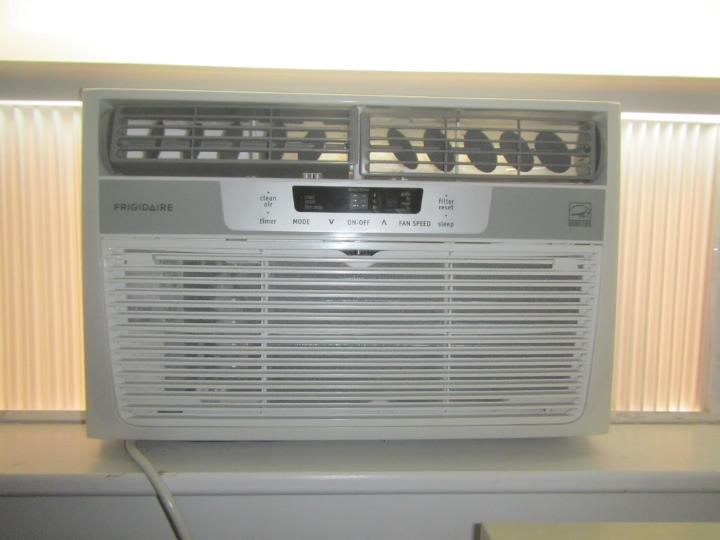 FRIGIDAIRE
clean
air
timer
MODE
ON-OFF
FAN SPEED
filter
reset
sleep